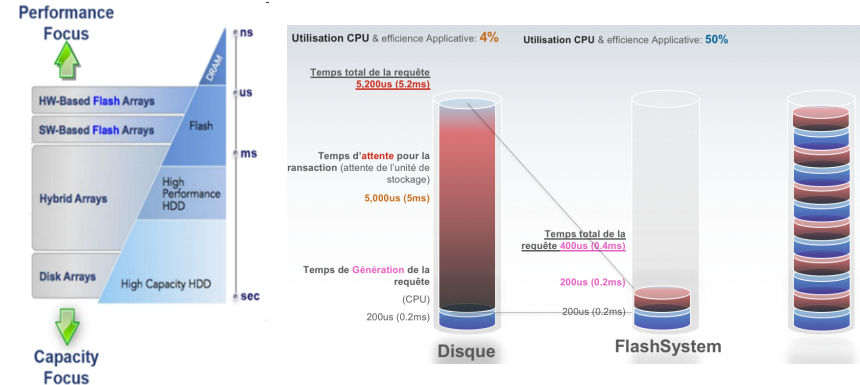 Performance
Focus
ns
DRAM
HW-Based Flash Arrays
us
SW-Based Flash Arrays
Flash
ms
Hybrid Arrays
High
Performance
HDD
Disk Arrays
High Capacity HDD
sec
Capacity
Focus
Utilisation CPU & efficience Applicative: 4%
Utilisation CPU & efficience Applicative: 50%
Temps total de la requête
5,200us (5.2ms)
Temps d'attente pour la
ransaction (attente de l'unité de
stockage)
5,000us (5ms)
Temps total de la
requête 400us (0.4ms)
Temps de Génération de la
requête
(CPU)
200us (0.2ms)
200us (0.2ms)
200us (0.2ms)
Disque
FlashSystem